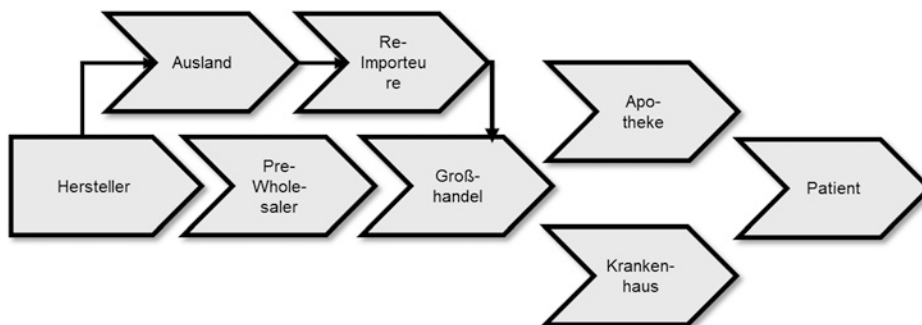 Ausland
Re-
Importeu
re
Apo-
theke
Hersteller
Pre-
Whole-
saler
Groß-
handel
Patient
Kranken-
haus